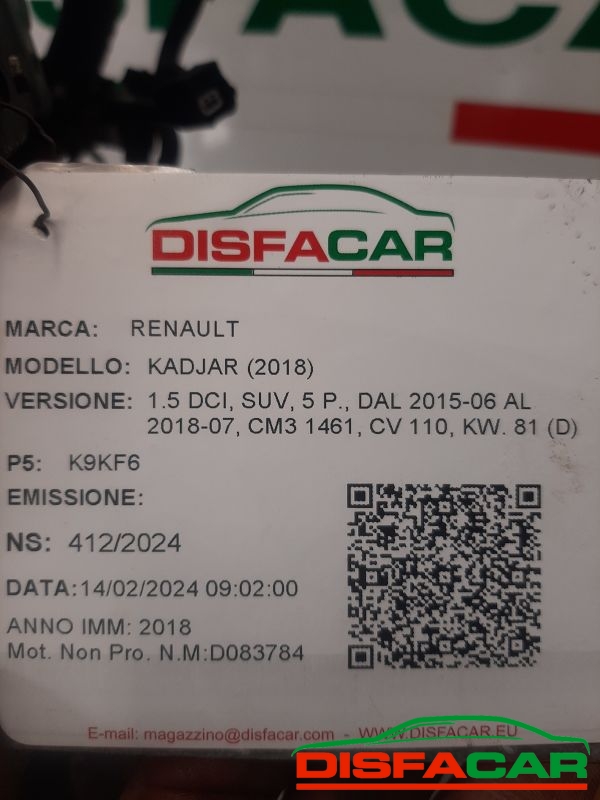 DISFACAR
MARCA: RENAULT
MODELLO: KADJAR (2018)
VERSIONE: 1.5 DCI, SUV, 5 P., DAL 2015-06 AL
2018-07, CM3 1461, CV 110, KW. 81 (D)
P5: K9KF6
EMISSIONE:
NS: 412/2024
DATA:14/02/2024 09:02:00
ANNO IMM: 2018
Mot. Non Pro. N.M:D083784
E-mail: magazzino@disfacar.com - WWW.DISFACAR.EU
DISFACAR